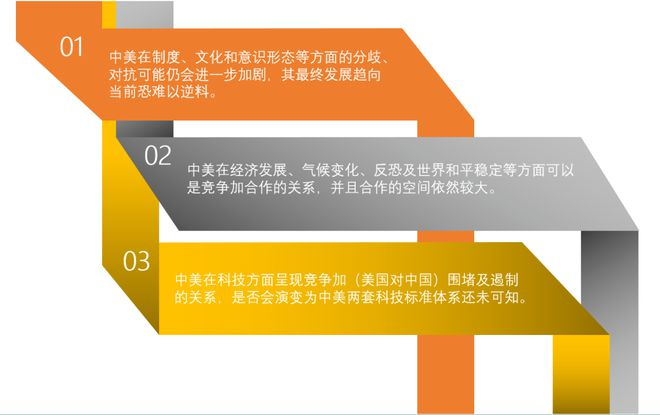 01
中美在制度、文化和意识形态等方面的分歧、
对抗可能仍会进一步加剧，其最终发展趋向
当前恐难以逆料。
02
中美在经济发展、气候变化、反恐及世界和平稳定等方面可以
是竞争加合作的关系，并且合作的空间依然较大。
03
中美在科技方面呈现竞争加（美国对中国）围堵及遏制
的关系，是否会演变为中美两套科技标准体系还未可知。